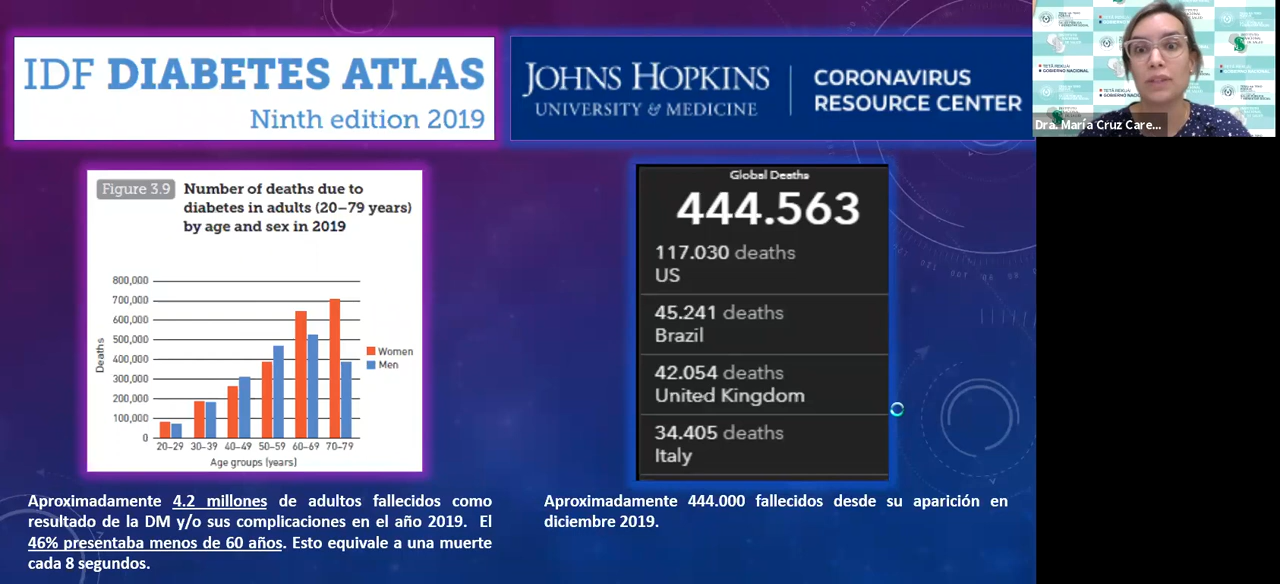 IDF DIABETES ATLAS
Ninth edition 2019
JOHNS HOPKINS
UNIVERSITY & MEDICINE
CORONAVIRUS
RESOURCE CENTER
Dra. María Cruz Care...
Figure 3.9
Number of deaths due to
diabetes in adults (20–79 years)
by age and sex in 2019
800,000
700,000
600,000
500,000
400,000
300,000
200,000
100,000
0
Deaths
20–29 30–39 40–49 50–59 60–69 70–79
Age groups (years)
Women
Men
Global Deaths
444.563
117.030 deaths
US
45.241 deaths
Brazil
42.054 deaths
United Kingdom
34.405 deaths
Italy
Aproximadamente 4.2 millones de adultos fallecidos como
resultado de la DM y/o sus complicaciones en el año 2019. El
46% presentaba menos de 60 años. Esto equivale a una muerte
cada 8 segundos.
Aproximadamente 444.000 fallecidos desde su aparición en
diciembre 2019.